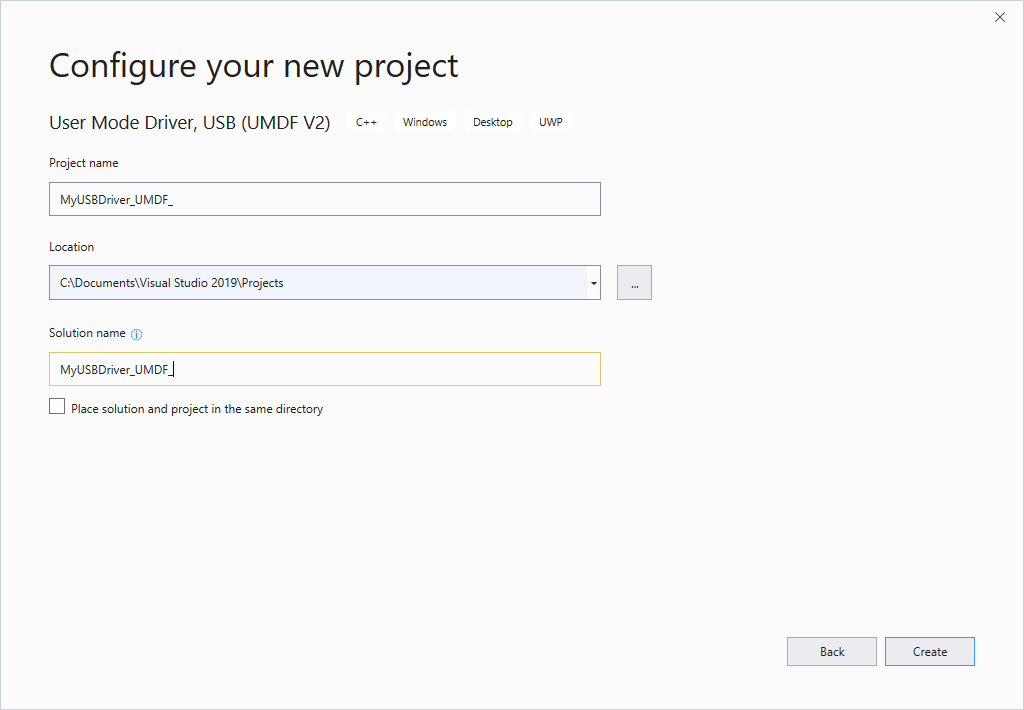 Configure your new project
User Mode Driver, USB (UMDF V2) C++ Windows Desktop UWP
Project name
MyUSBDriver_UMDF_
Location
C:\Documents\Visual Studio 2019\Projects
...
Solution name
MyUSBDriver_UMDF_
Place solution and project in the same directory
Back Create